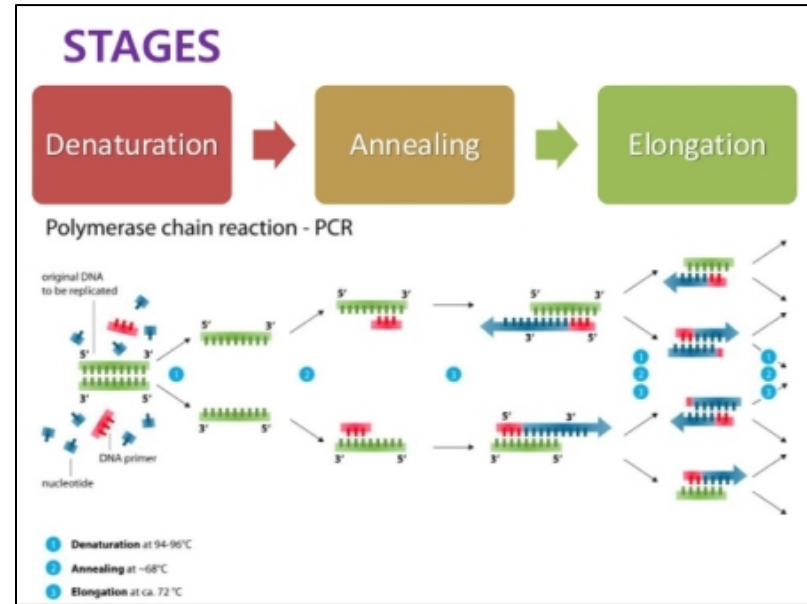 STAGES
Denaturation
Annealing
Elongation
Polymerase chain reaction - PCR
original DNA
to be replicated
5' 3'
3' 5'
DNA primer
nucleotide
1
5' 3'
3' 5'
2
5' 3'
3' 5'
3
5' 3'
3' 5'
5' 3'
3' 5'
1
2
3
1
2
3
1 Denaturation at 94-96°C
2 Annealing at ~68°C
3 Elongation at ca. 72 °C